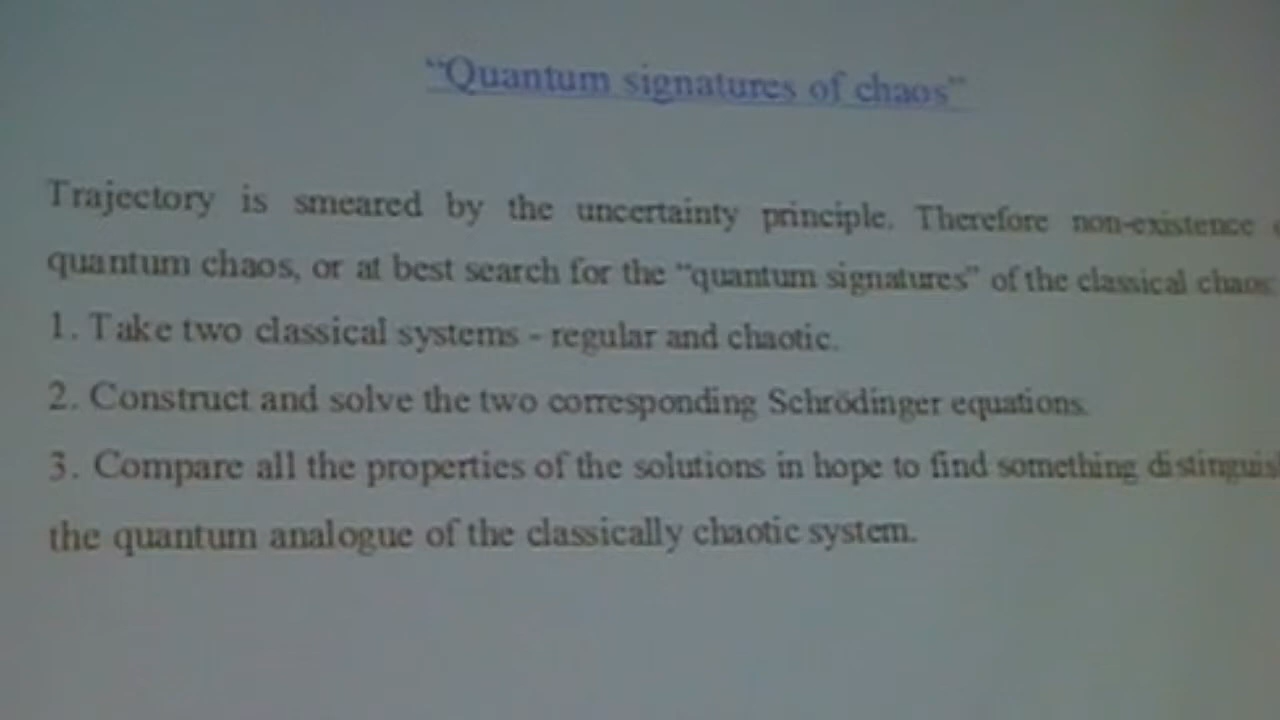 “Quantum signatures of chaos”
Trajectory is smeared by the uncertainty principle. Therefore non-existence
quantum chaos, or at best search for the “quantum signatures” of the classical chaos:
1. Take two classical systems - regular and chaotic.
2. Construct and solve the two corresponding Schrödinger equations.
3. Compare all the properties of the solutions in hope to find something
the quantum analogue of the classically chaotic system.